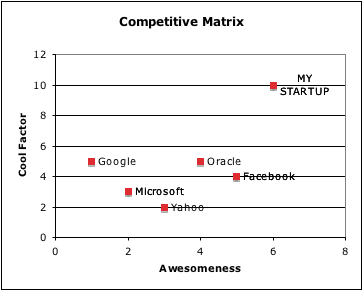 Competitive Matrix
12
10
8
6
4
2
0
Cool Factor
MY
STARTUP
Google
Oracle
Facebook
Microsoft
Yahoo
0 2 4 6 8
Awesomeness